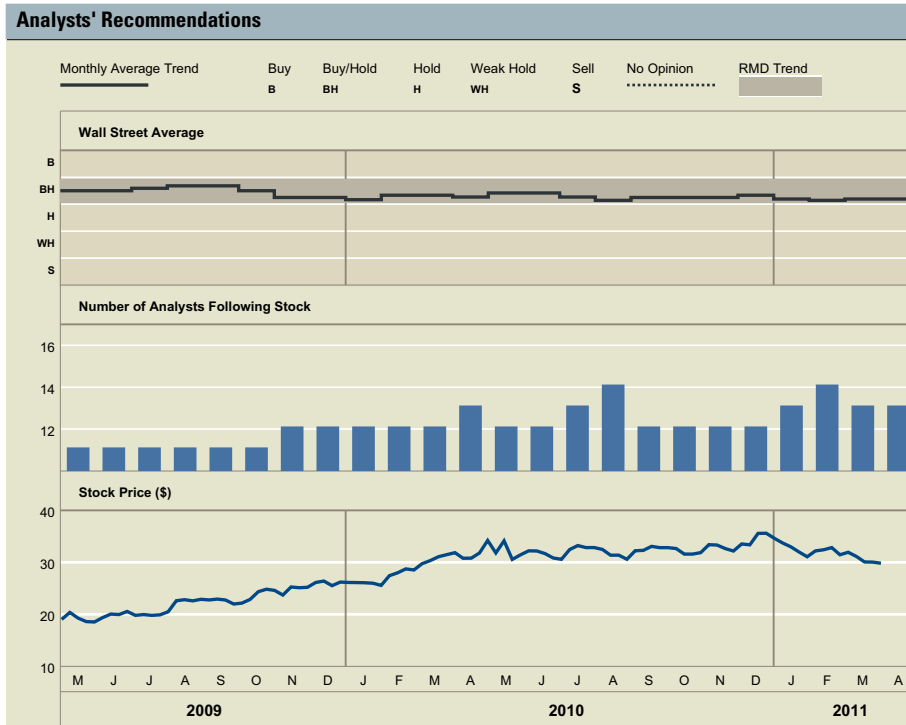 Analysts' Recommendations
Monthly Average Trend Buy Buy/Hold Hold Weak Hold Sell No Opinion RMD Trend
B BH H WH S
Wall Street Average
B
BH
H
WH
S
Number of Analysts Following Stock
16
14
12
Stock Price ($)
40
30
20
10
M J J A S O N D J F M A M J J A S O N D J F M A
2009 2010 2011